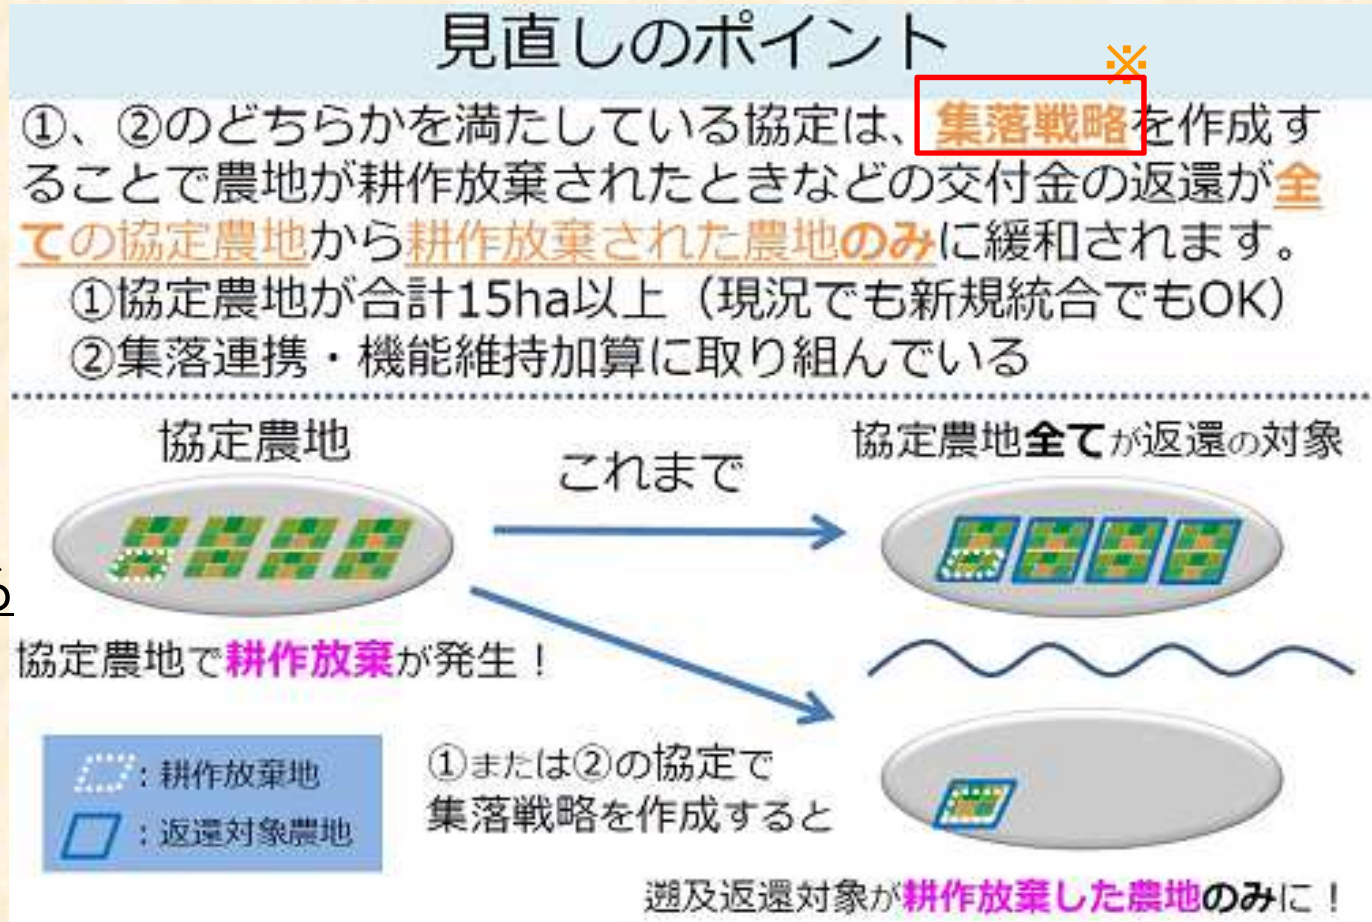 見直しのポイント
※
①、②のどちらかを満たしている協定は、集落戦略を作成す
ることで農地が耕作放棄されたときなどの交付金の返還が全
ての協定農地から耕作放棄された農地のみに緩和されます。
①協定農地が合計15ha以上（現況でも新規統合でもOK）
②集落連携・機能維持加算に取り組んでいる
協定農地
これまで
協定農地全てが返還の対象
協定農地で耕作放棄が発生！
：耕作放棄地
：返還対象農地
①または②の協定で
集落戦略を作成すると
遡及返還対象が耕作放棄した農地のみに！